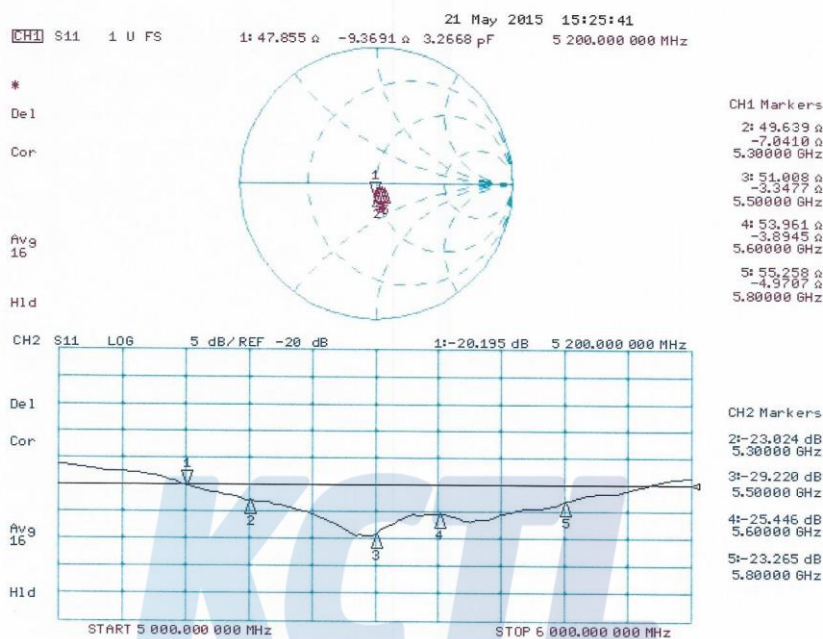 21 May 2015 15:25:41
CH1 S11 1 U FS 1: 47.855 Ω -9.3691 Ω 3.2668 pF 5 200.000 000 MHz
*
Del
Cor
Avg
16
Hld
CH1 Markers
2: 49.639 Ω
-7.0410 Ω
5.30000 GHz
3: 51.008 Ω
-3.3477 Ω
5.50000 GHz
4: 53.961 Ω
-3.8945 Ω
5.60000 GHz
5: 55.258 Ω
-4.9707 Ω
5.80000 GHz
1
CH2 S11 LOG 5 dB/REF -20 dB 1:-20.195 dB 5 200.000 000 MHz
Del
Cor
Avg
16
Hld
CH2 Markers
2:-23.024 dB
5.30000 GHz
3:-29.220 dB
5.50000 GHz
4:-25.446 dB
5.60000 GHz
5:-23.265 dB
5.80000 GHz
1
2
3
4
5
KCTL
START 5 000.000 000 MHz STOP 6 000.000 000 MHz